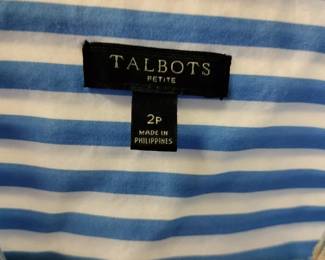 TALBOTS
PETITE
2P
MADE IN
PHILIPPINES